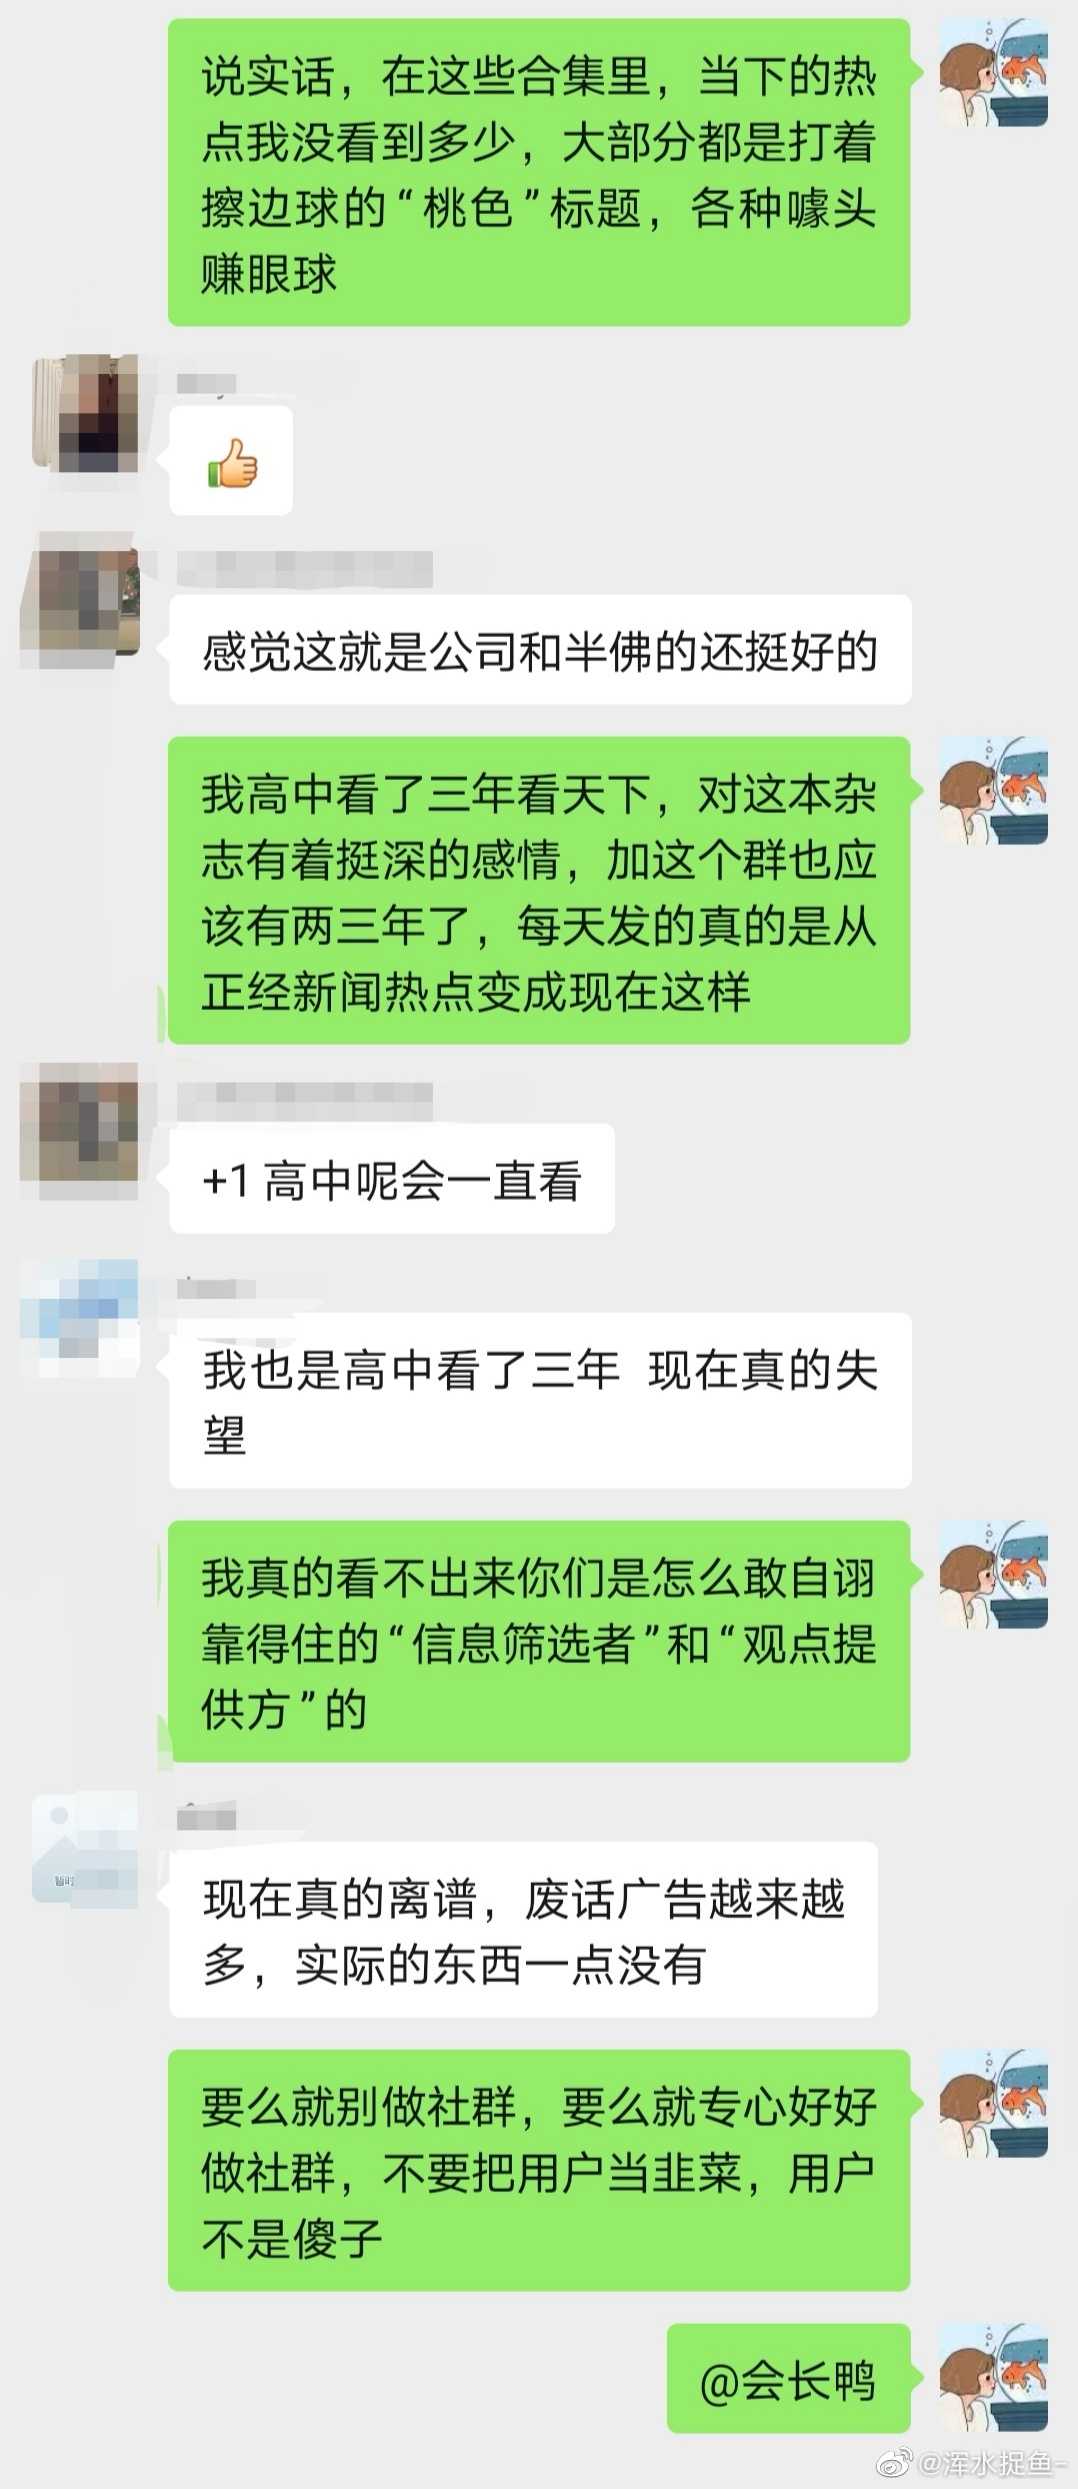 说实话，在这些合集里，当下的热
点我没看到多少，大部分都是打着
擦边球的“桃色”标题，各种噱头
赚眼球
感觉这就是公司和半佛的还挺好的
我高中看了三年看天下，对这本杂
志有着挺深的感情，加这个群也应
该有两三年了，每天发的真的是从
正经新闻热点变成现在这样
+1 高中呢会一直看
我也是高中看了三年 现在真的失
望
我真的看不出来你们是怎么敢自诩
靠得住的“信息筛选者”和“观点提
供方”的
暂时
现在真的离谱，废话广告越来越
多，实际的东西一点没有
要么就别做社群，要么就专心好好
做社群，不要把用户当韭菜，用户
不是傻子
@会长鸭
@浑水捉鱼-